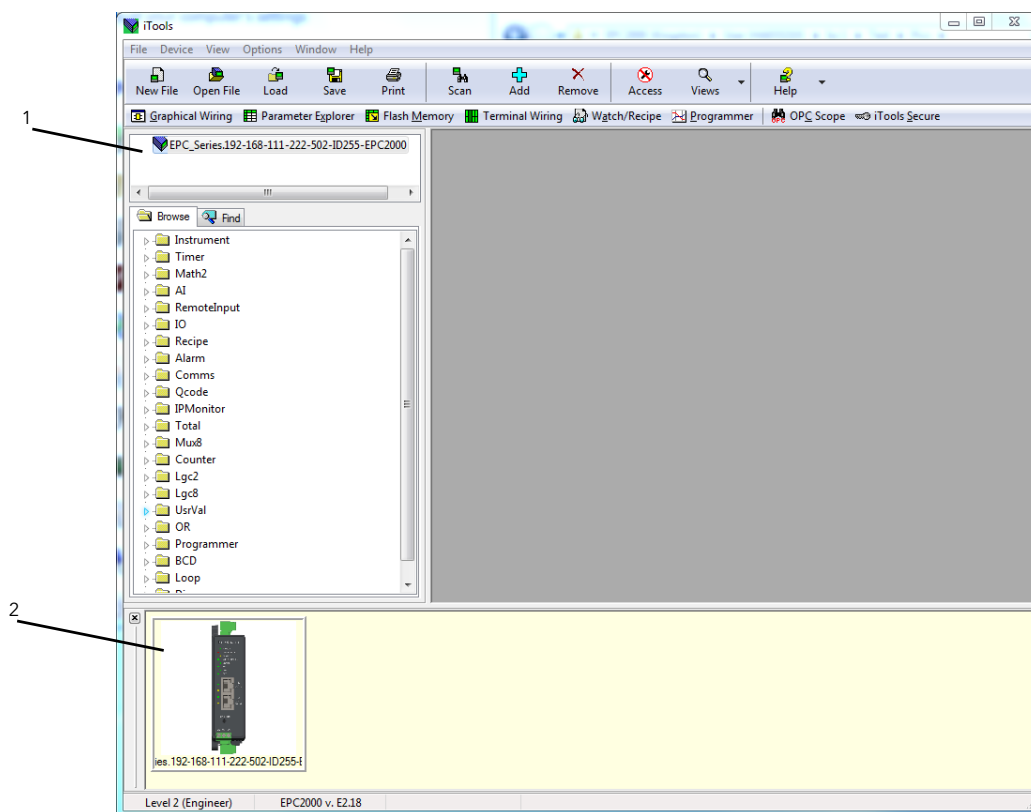 your computer's settings
iTools
File Device View Options Window Help
New File Open File Load Save Print Scan Add Remove Access Views Help
Graphical Wiring Parameter Explorer Flash Memory Terminal Wiring Watch/Recipe Programmer OPC Scope iTools Secure
1
EPC_Series.192-168-111-222-502-ID255-EPC2000
Browse Find
Instrument
Timer
Math2
AI
RemoteInput
IO
Recipe
Alarm
Comms
Qcode
IPMonitor
Total
Mux8
Counter
Lgc2
Lgc8
UsrVal
OR
Programmer
BCD
Loop
2
ies.192-168-111-222-502-ID255-E
Level 2 (Engineer) EPC2000 v. E2.18